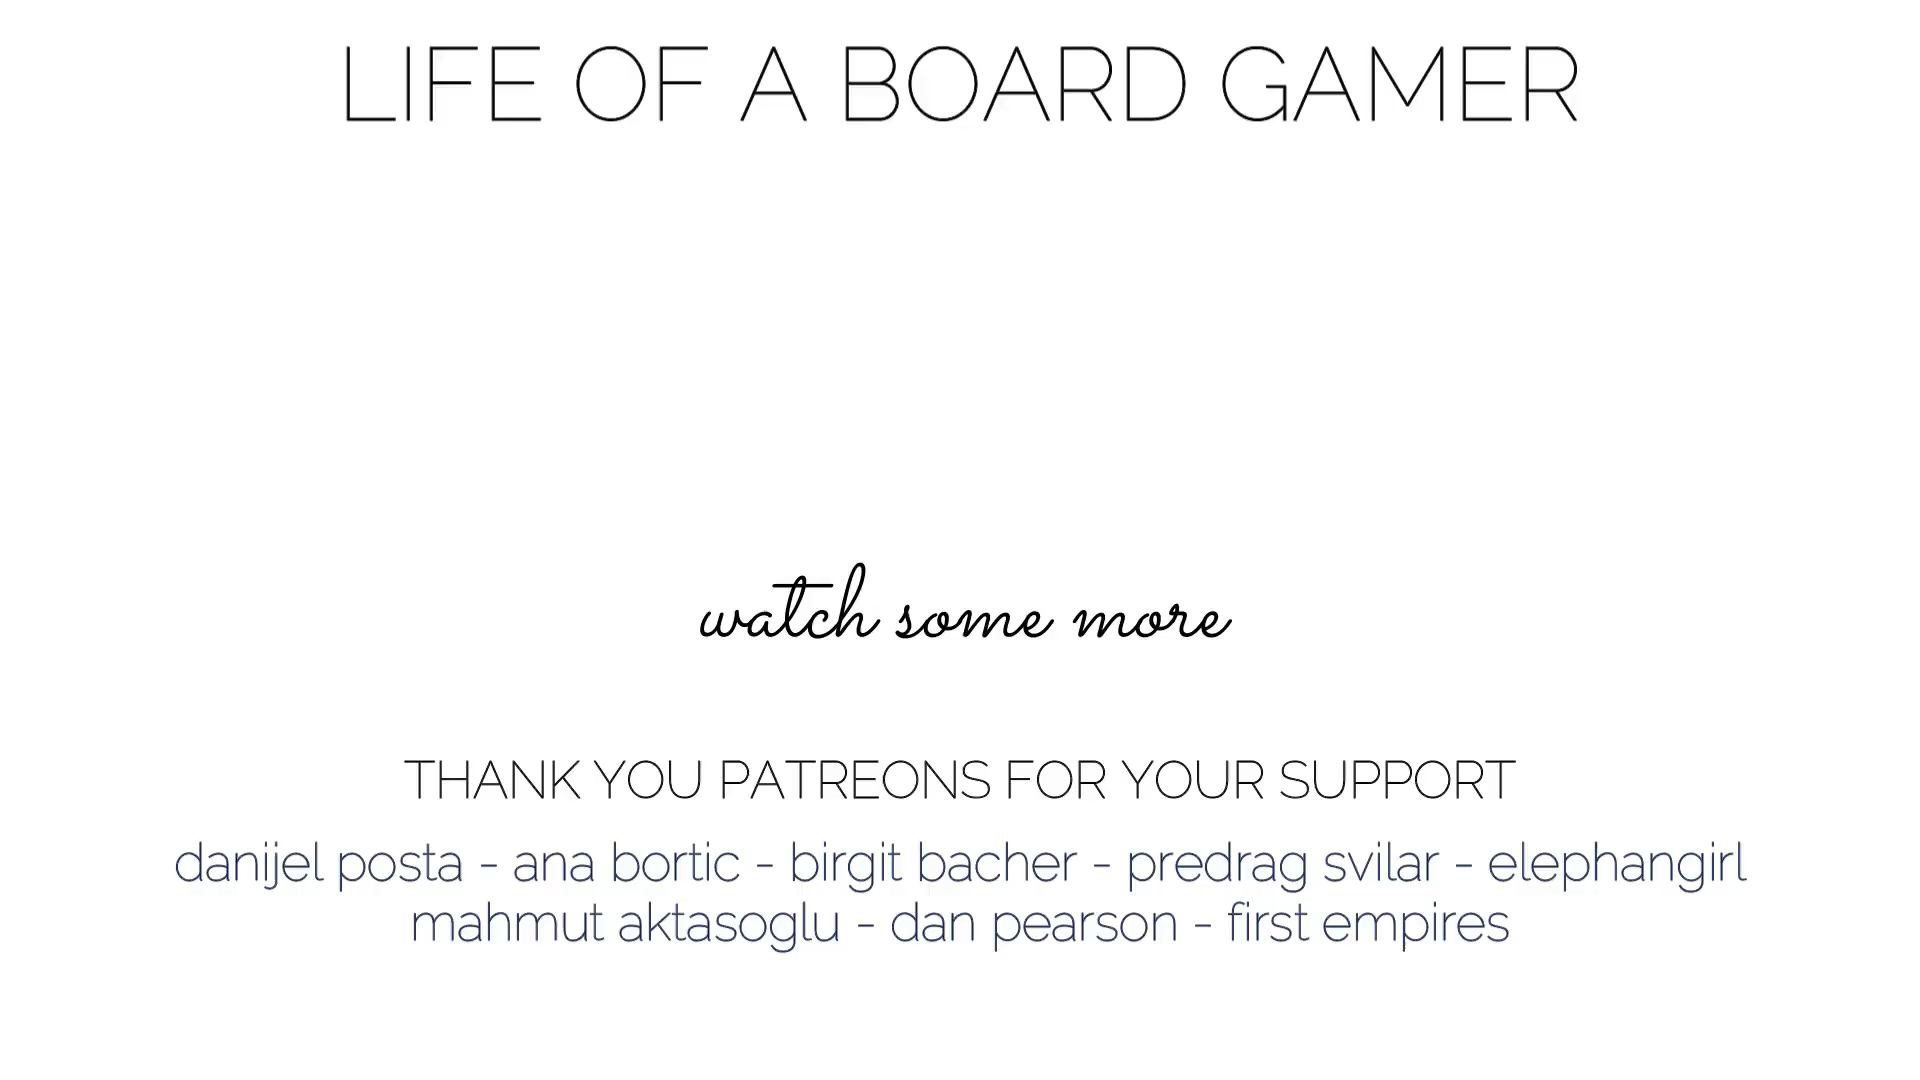 LIFE OF A BOARD GAMER
watch some more
THANK YOU PATREONS FOR YOUR SUPPORT
danijel posta - ana bortic - birgit bacher - predrag svilar - elephangirl
mahmut aktasoglu - dan pearson - first empires